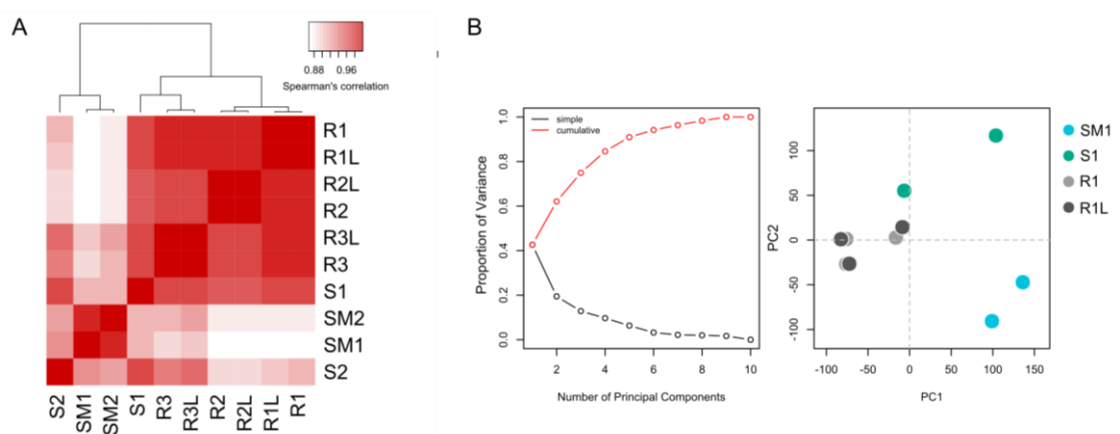 A
0.88 0.96
Spearman's correlation
R1
R1L
R2L
R2
R3L
R3
S1
SM2
SM1
S2
S2 SM1 SM2 S1 R3 R3L R2 R2L R1L R1
B
simple
cumulative
Proportion of Variance
0.0 0.2 0.4 0.6 0.8 1.0
2 4 6 8 10
Number of Principal Components
PC2
-100 -50 0 50 100
-100 -50 0 50 100 150
PC1
SM1
S1
R1
R1L